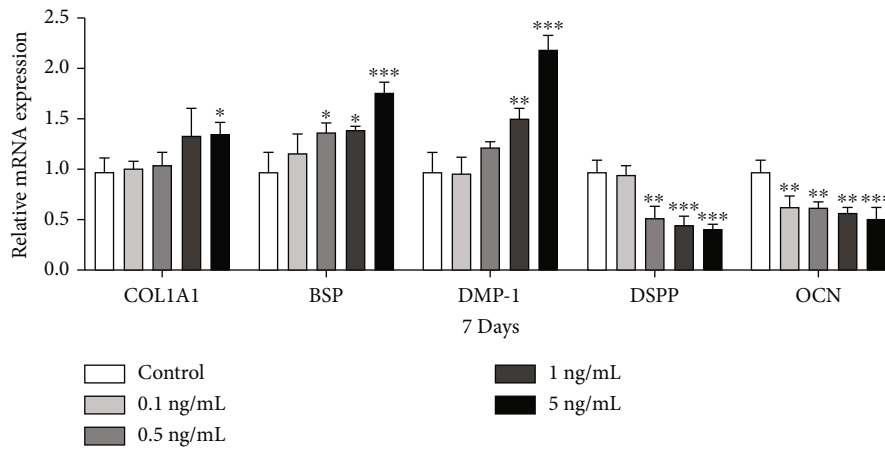 2.5
2.0
1.5
1.0
0.5
0.0
Relative mRNA expression
*
*
*
***
**
***
**
***
***
**
**
**
***
COL1A1
BSP
DMP-1
DSPP
OCN
7 Days
Control
0.1 ng/mL
0.5 ng/mL
1 ng/mL
5 ng/mL